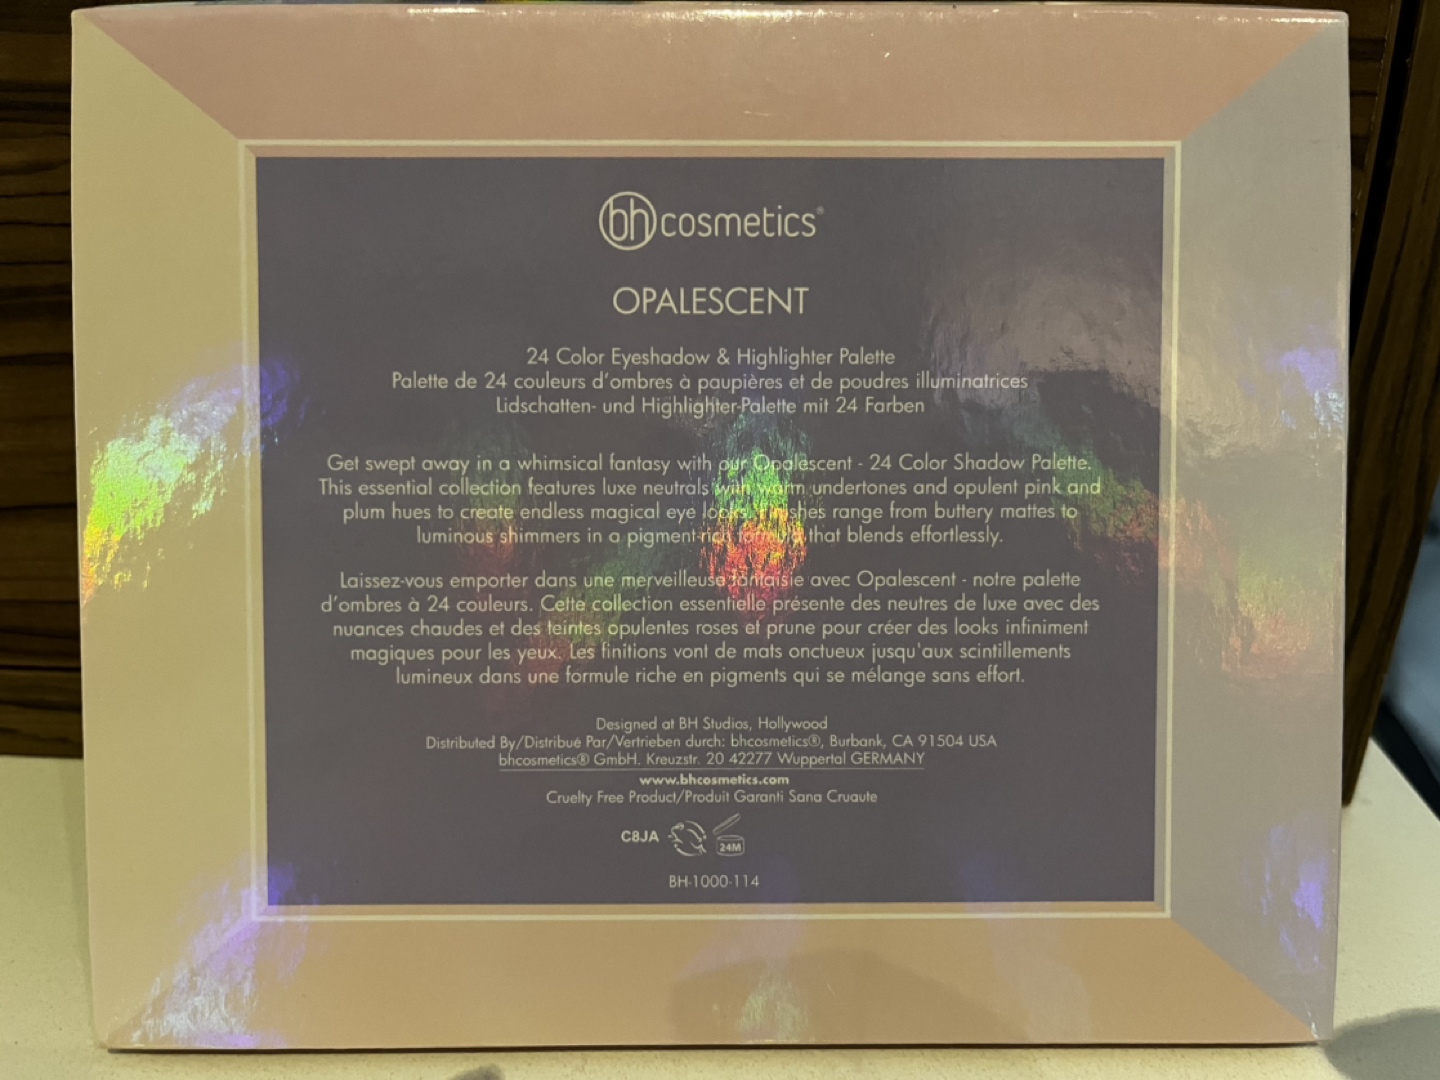 bhcosmetics®
OPALESCENT
24 Color Eyeshadow & Highlighter Palette
Palette de 24 couleurs d'ombres à paupières et de poudres illuminatrices
Lidschatten- und Highlighter-Palette mit 24 Farben
Get swept away in a whimsical fantasy with our Opalescent - 24 Color Shadow Palette.
This essential collection features luxe neutrals with warm undertones and opulent pink and
plum hues to create endless magical eye looks. Finishes range from buttery mattes to
luminous shimmers in a pigment-rich formula that blends effortlessly.
Laissez-vous emporter dans une merveilleuse fantaisie avec Opalescent - notre palette
d'ombres à 24 couleurs. Cette collection essentielle présente des neutres de luxe avec des
nuances chaudes et des teintes opulentes roses et prune pour créer des looks infiniment
magiques pour les yeux. Les finitions vont de mats onctueux jusqu'aux scintillements
lumineux dans une formule riche en pigments qui se mélange sans effort.
Designed at BH Studios, Hollywood
Distributed By/Distribué Par/Vertrieben durch: bhcosmetics®, Burbank, CA 91504 USA
bhcosmetics® GmbH, Kreuzstr. 20 42277 Wuppertal GERMANY
www.bhcosmetics.com
Cruelty Free Product/Produit Garanti Sana Cruaute
C8JA 24M
BH-1000-114